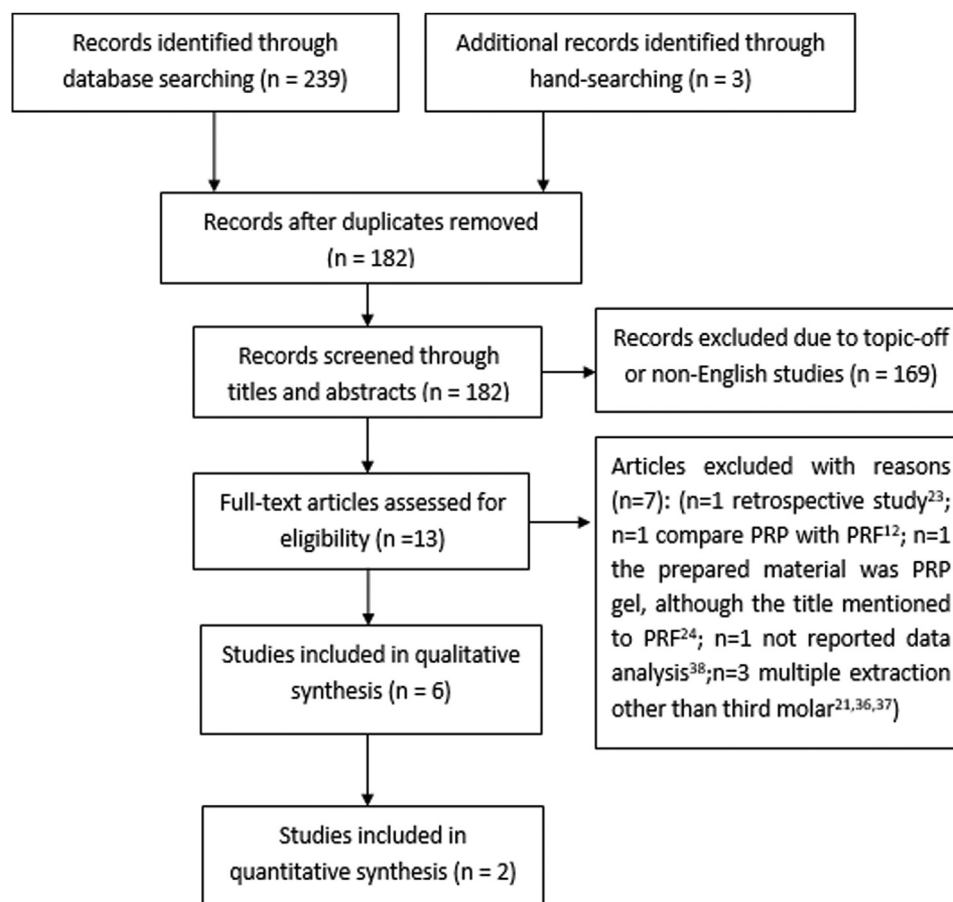 Records identified through
database searching (n = 239)
Additional records identified through
hand-searching (n = 3)
Records after duplicates removed
(n = 182)
Records screened through
titles and abstracts (n = 182)
Records excluded due to topic-off
or non-English studies (n = 169)
Full-text articles assessed for
eligibility (n =13)
Articles excluded with reasons
(n=7): (n=1 retrospective study²³;
n=1 compare PRP with PRF¹²; n=1
the prepared material was PRP
gel, although the title mentioned
to PRF²⁴; n=1 not reported data
analysis³⁸;n=3 multiple extraction
other than third molar²¹,³⁶,³⁷)
Studies included in qualitative
synthesis (n = 6)
Studies included in
quantitative synthesis (n = 2)